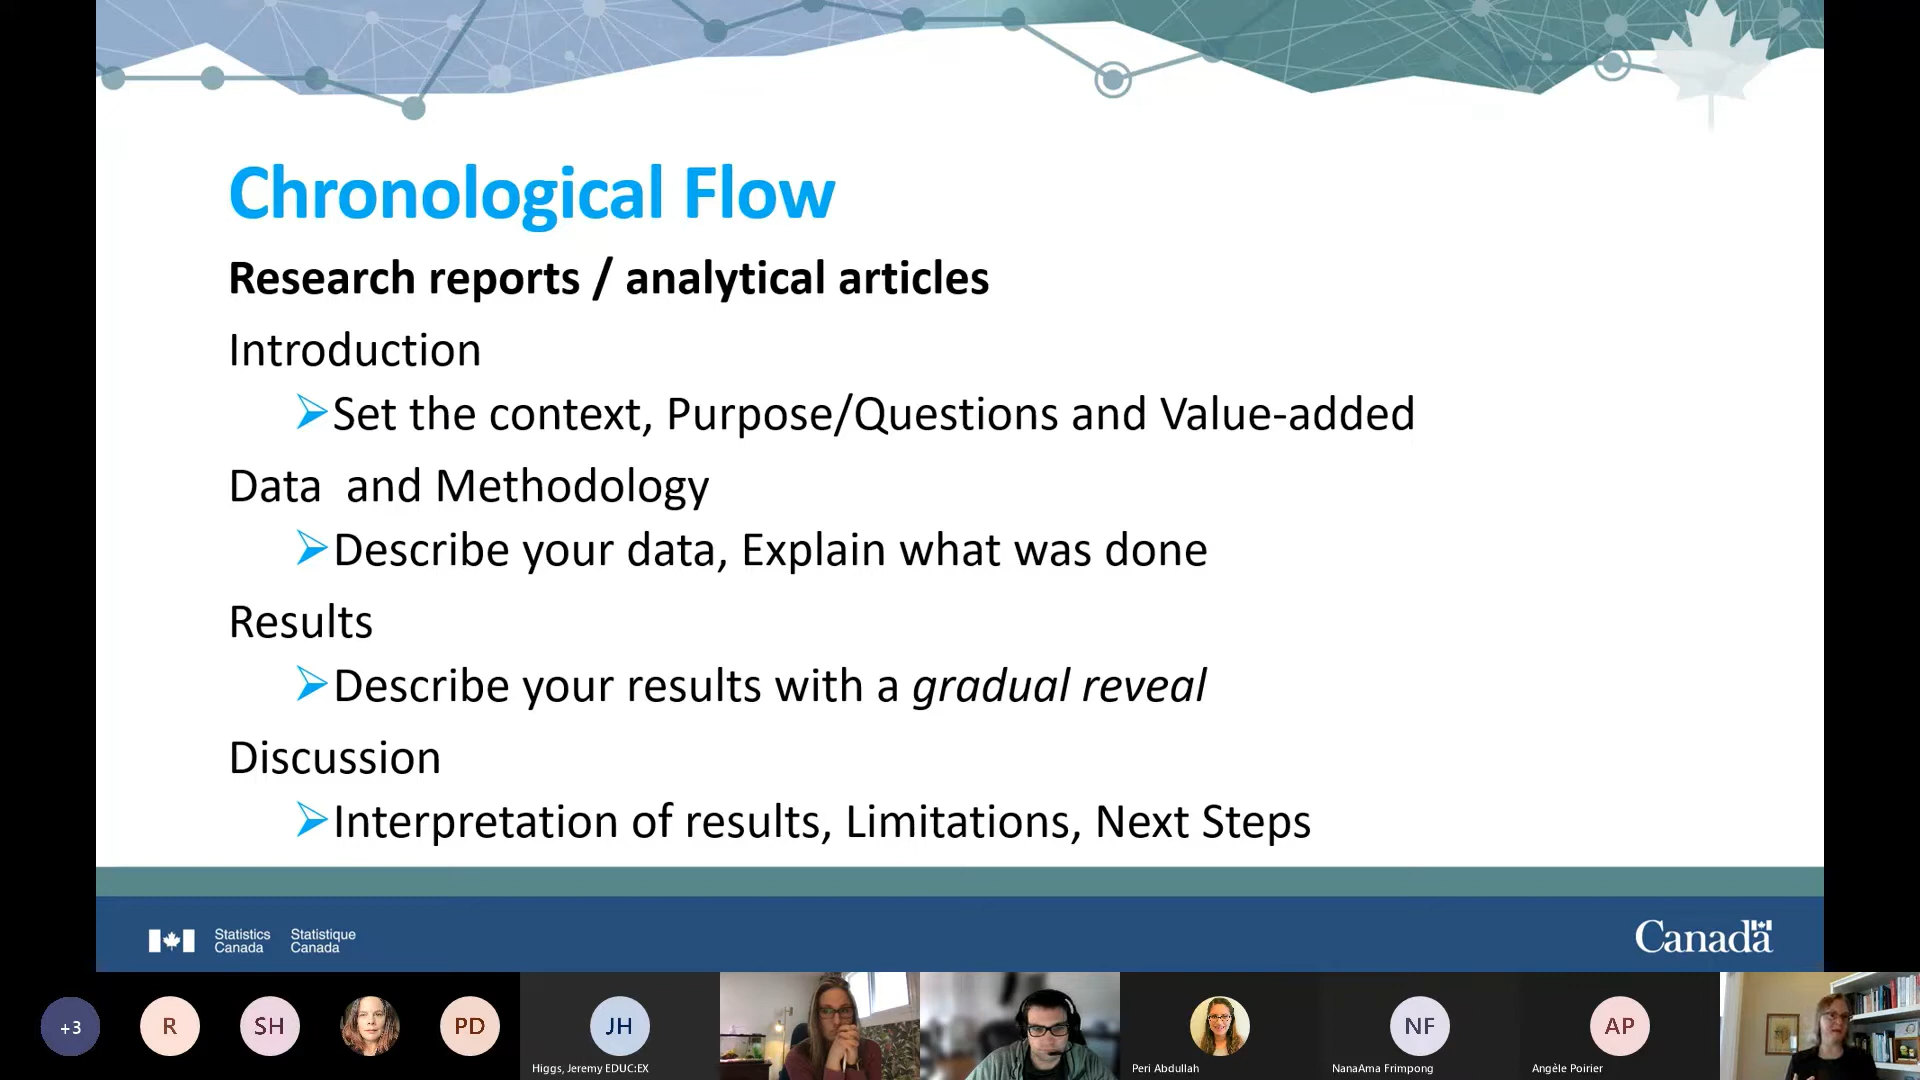 Chronological Flow
Research reports / analytical articles
Introduction
Set the context, Purpose/Questions and Value-added
Data and Methodology
Describe your data, Explain what was done
Results
Describe your results with a gradual reveal
Discussion
Interpretation of results, Limitations, Next Steps
Statistics Statistique
Canada Canada
Canada
+3
R
SH
PD
JH
NF
AP
Higgs, Jeremy EDUC:EX
Peri Abdullah
NanaAma Frimpong
Angèle Poirier